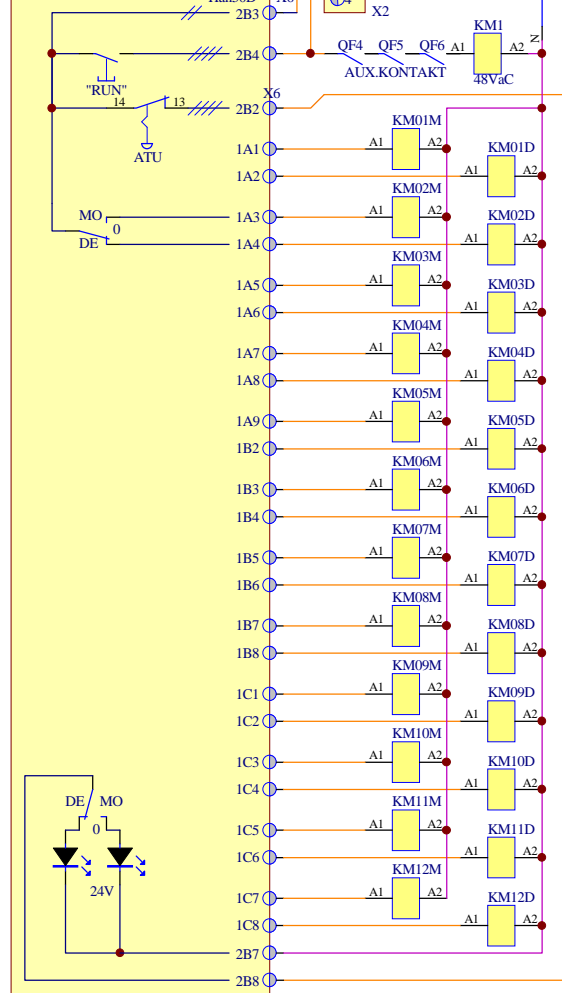 2B3
X2
4
N
KM1
2B4
QF4 QF5 QF6 A1 A2
AUX.KONTAKT
48VaC
"RUN"
X6
14 13 2B2
ATU
KM01M
1A1 A1 A2
KM01D
1A2 A1 A2
KM02M
MO 1A3 A1 A2
0
KM02D
DE 1A4 A1 A2
KM03M
1A5 A1 A2
KM03D
1A6 A1 A2
KM04M
1A7 A1 A2
KM04D
1A8 A1 A2
KM05M
1A9 A1 A2
KM05D
1B2 A1 A2
KM06M
1B3 A1 A2
KM06D
1B4 A1 A2
KM07M
1B5 A1 A2
KM07D
1B6 A1 A2
KM08M
1B7 A1 A2
KM08D
1B8 A1 A2
KM09M
1C1 A1 A2
KM09D
1C2 A1 A2
KM10M
1C3 A1 A2
KM10D
1C4 A1 A2
DE MO
KM11M
0 1C5 A1 A2
KM11D
1C6 A1 A2
KM12M
24V
1C7 A1 A2
KM12D
1C8 A1 A2
2B7
2B8